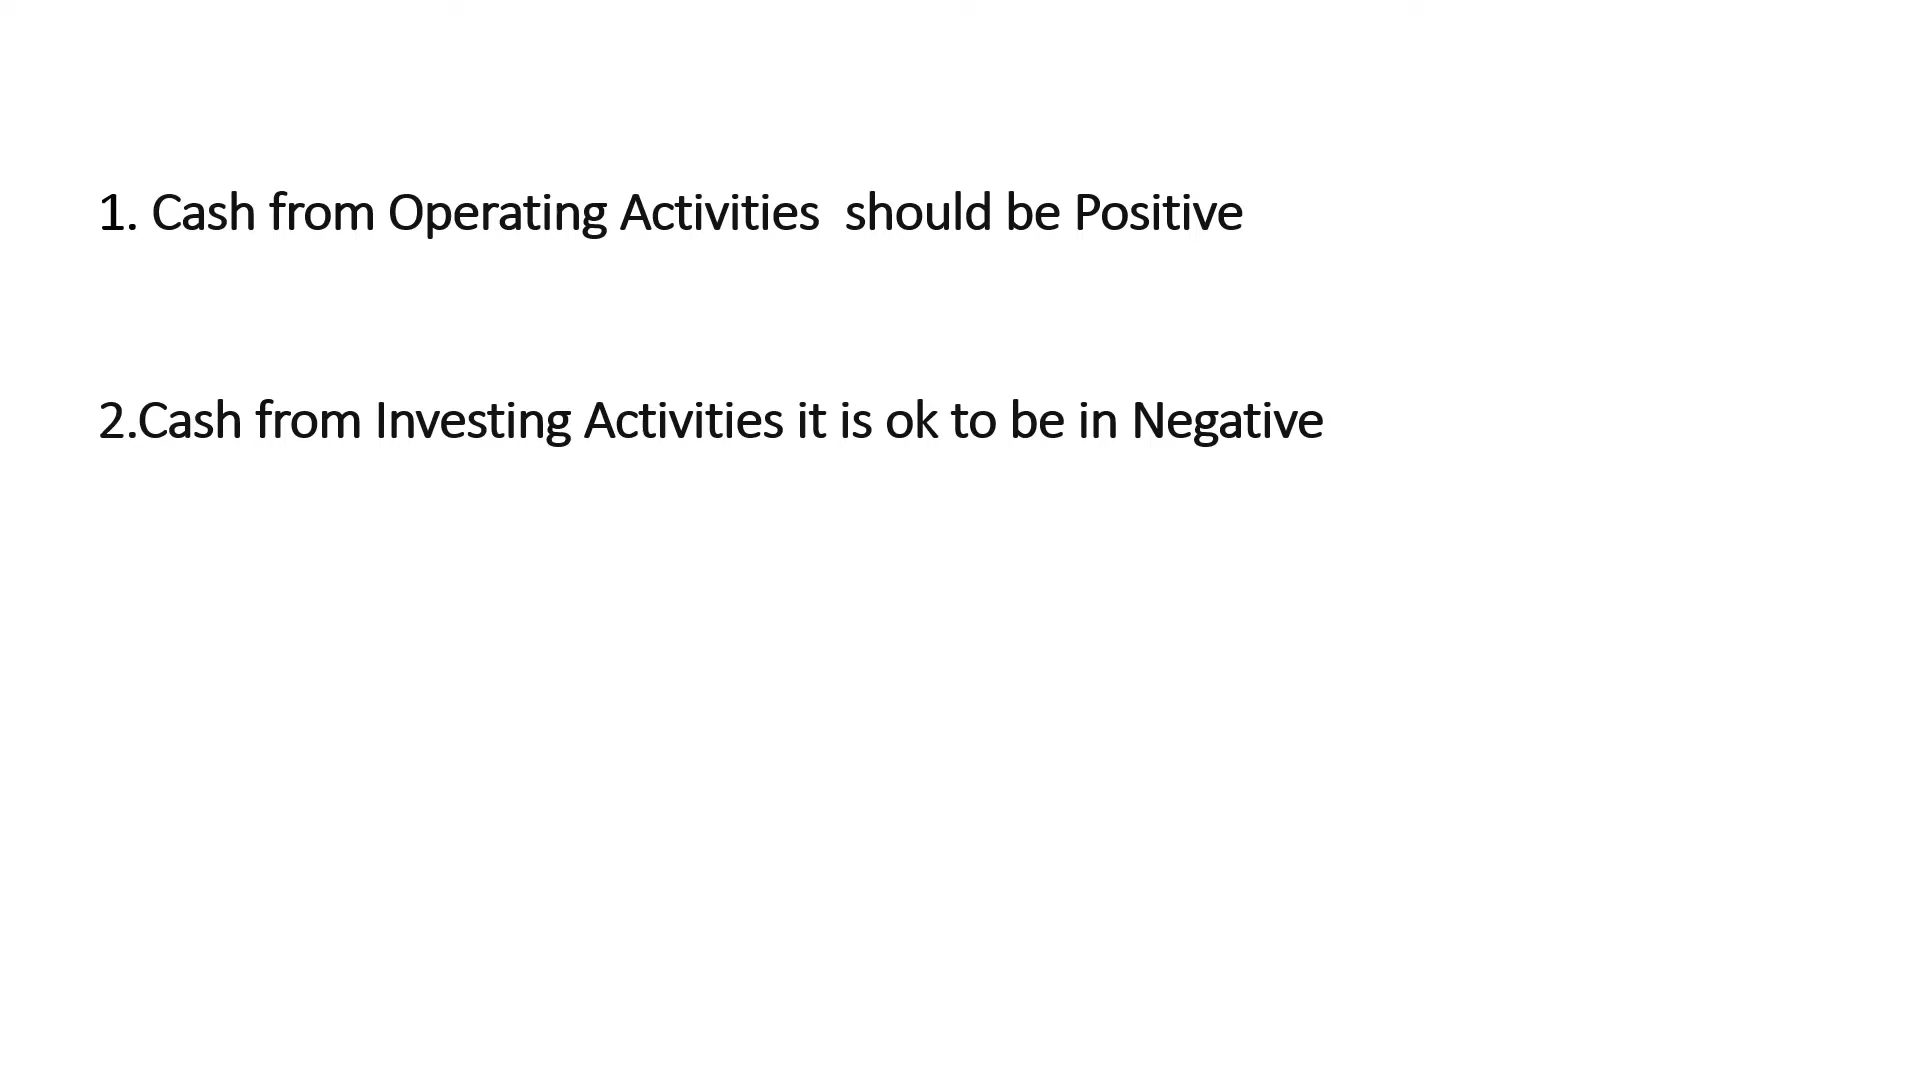 1. Cash from Operating Activities  should be Positive
2.Cash from Investing Activities it is ok to be in Negative